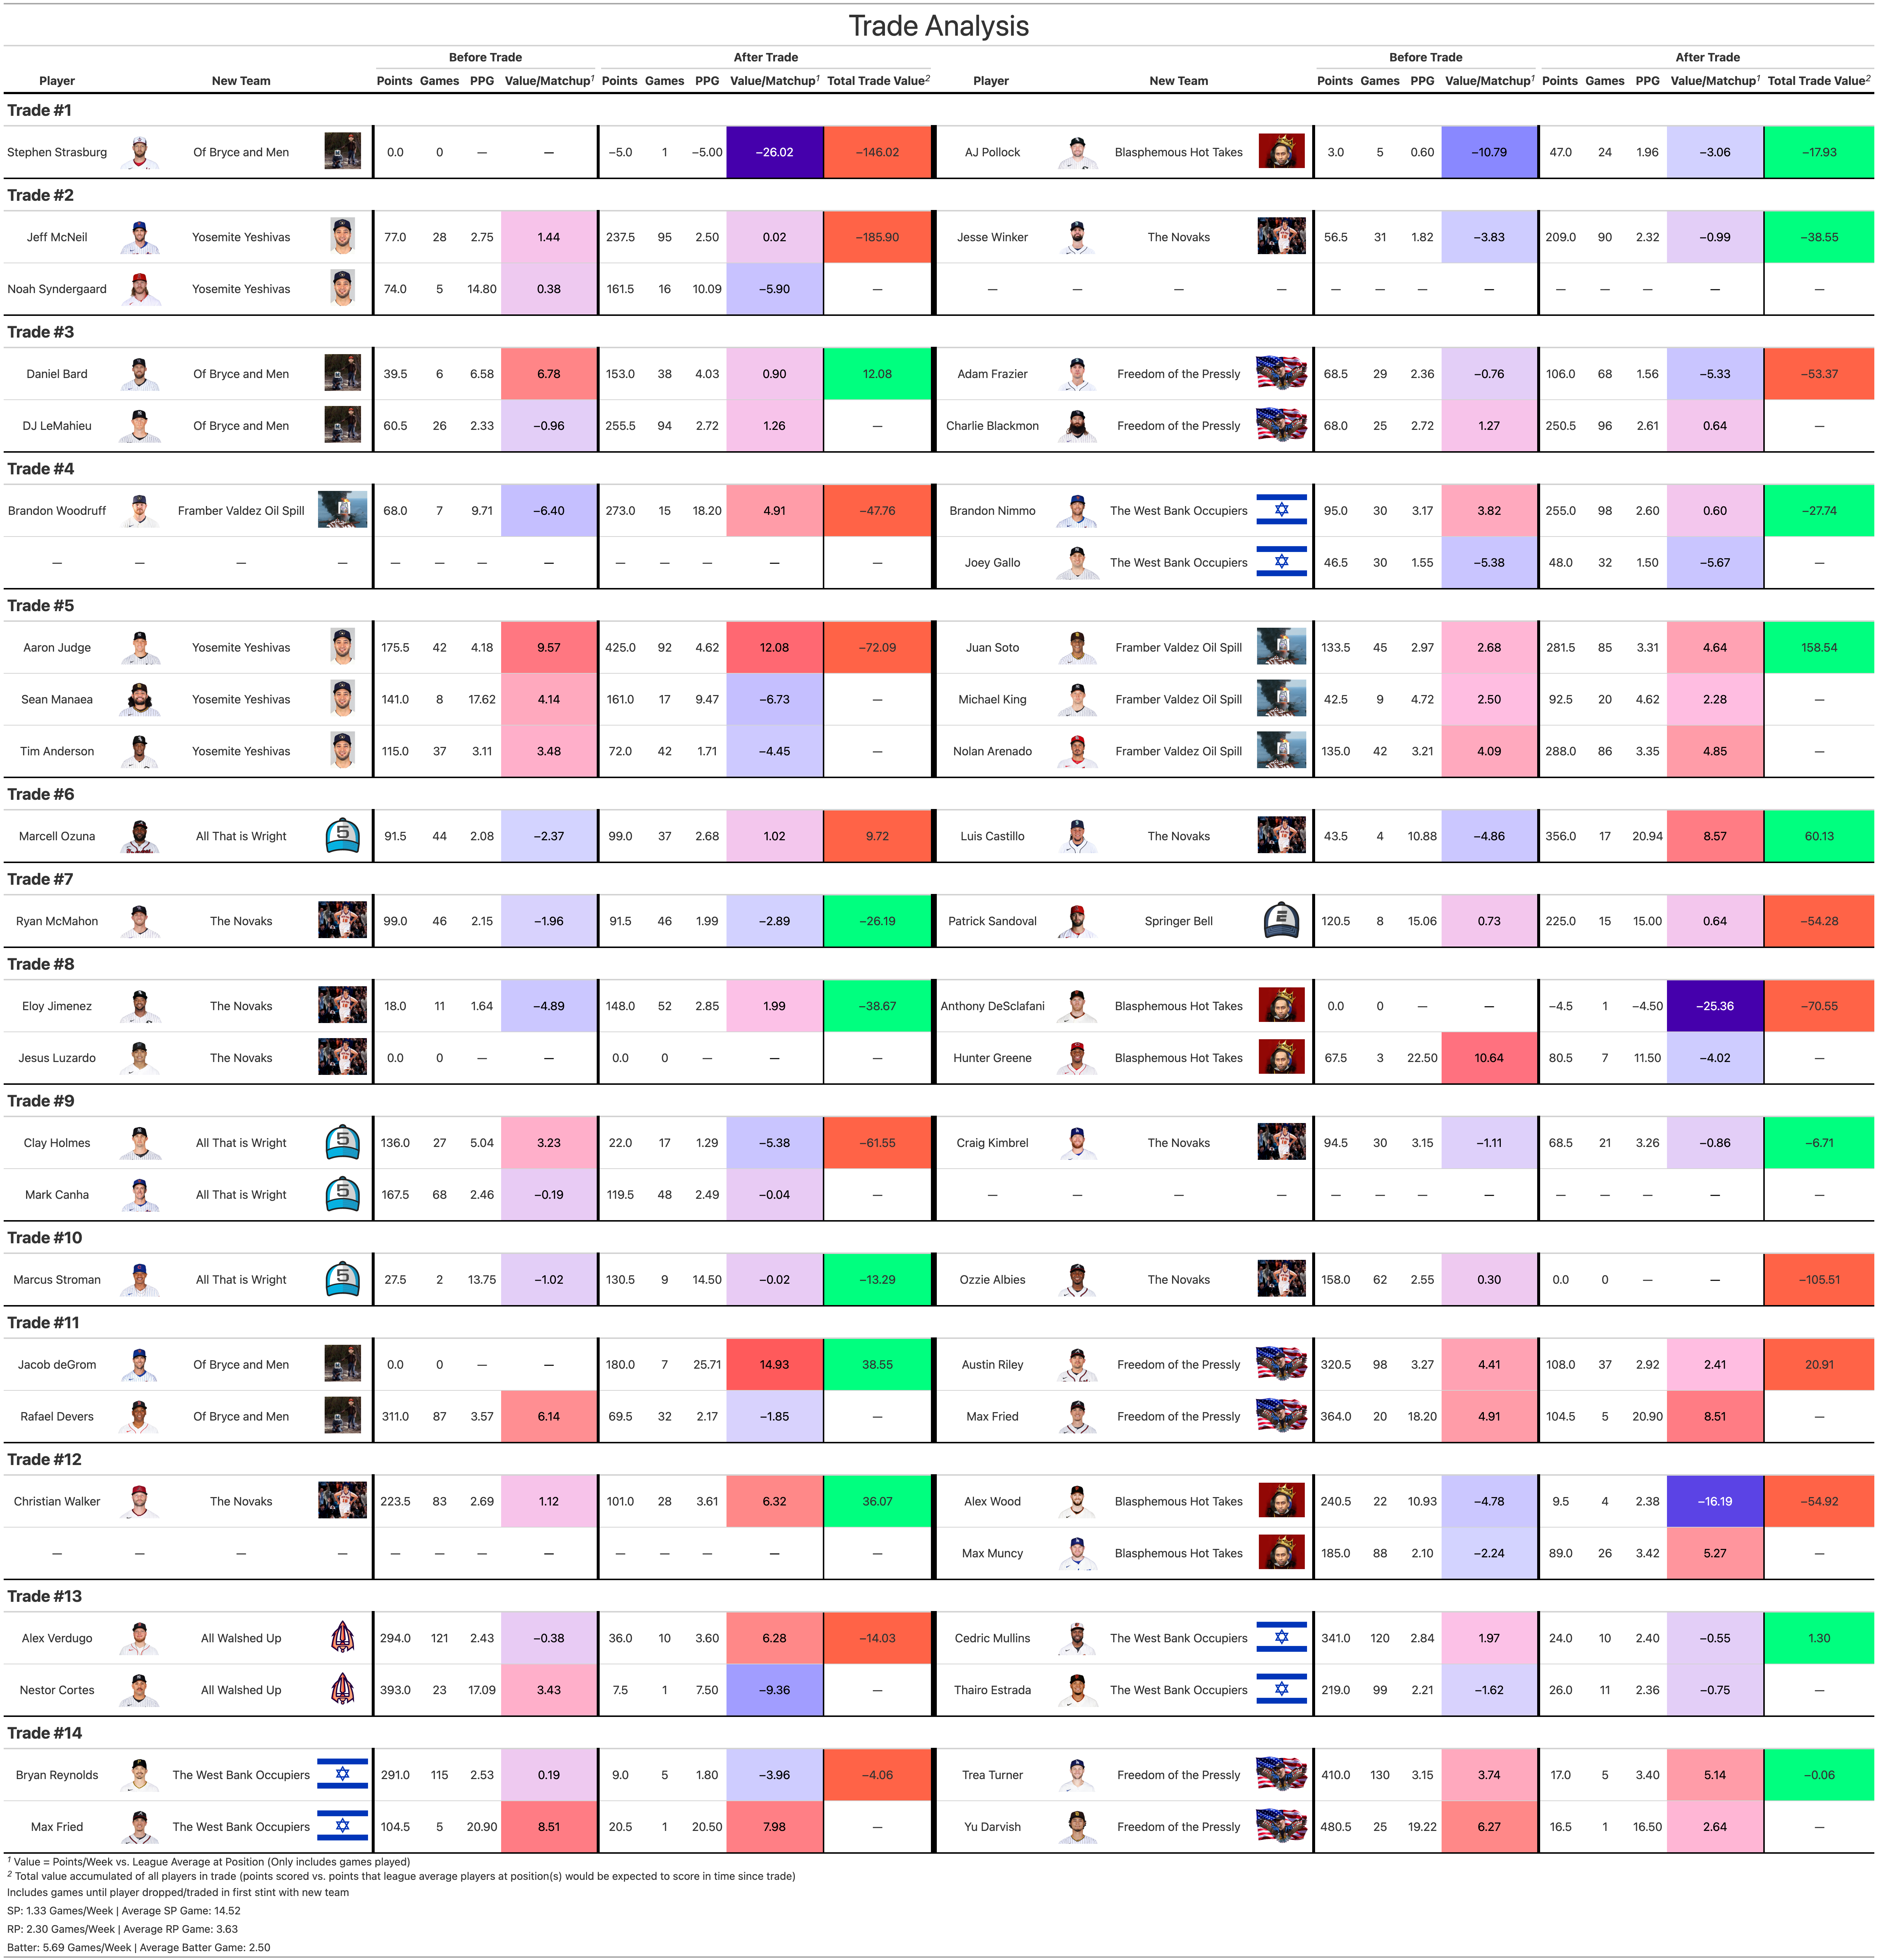 Trade Analysis
Before Trade After Trade Before Trade After Trade
Player New Team Points Games PPG Value/Matchup1 Points Games PPG Value/Matchup1 Total Trade Value2 Player New Team Points Games PPG Value/Matchup1 Points Games PPG Value/Matchup1 Total Trade Value2
Trade #1
Stephen Strasburg Of Bryce and Men 0.0 0 — — −5.0 1 −5.00 −26.02 −146.02 AJ Pollock Blasphemous Hot Takes 3.0 5 0.60 −10.79 47.0 24 1.96 −3.06 −17.93
Trade #2
Jeff McNeil Yosemite Yeshivas 77.0 28 2.75 1.44 237.5 95 2.50 0.02 −185.90 Jesse Winker The Novaks 56.5 31 1.82 −3.83 209.0 90 2.32 −0.99 −38.55
Noah Syndergaard Yosemite Yeshivas 74.0 5 14.80 0.38 161.5 16 10.09 −5.90 — — — — — — — — — — — — — —
Trade #3
Daniel Bard Of Bryce and Men 39.5 6 6.58 6.78 153.0 38 4.03 0.90 12.08 Adam Frazier Freedom of the Pressly 68.5 29 2.36 −0.76 106.0 68 1.56 −5.33 −53.37
DJ LeMahieu Of Bryce and Men 60.5 26 2.33 −0.96 255.5 94 2.72 1.26 — Charlie Blackmon Freedom of the Pressly 68.0 25 2.72 1.27 250.5 96 2.61 0.64 —
Trade #4
Brandon Woodruff Framber Valdez Oil Spill 68.0 7 9.71 −6.40 273.0 15 18.20 4.91 −47.76 Brandon Nimmo The West Bank Occupiers 95.0 30 3.17 3.82 255.0 98 2.60 0.60 −27.74
— — — — — — — — — — — — — Joey Gallo The West Bank Occupiers 46.5 30 1.55 −5.38 48.0 32 1.50 −5.67 —
Trade #5
Aaron Judge Yosemite Yeshivas 175.5 42 4.18 9.57 425.0 92 4.62 12.08 −72.09 Juan Soto Framber Valdez Oil Spill 133.5 45 2.97 2.68 281.5 85 3.31 4.64 158.54
Sean Manaea Yosemite Yeshivas 141.0 8 17.62 4.14 161.0 17 9.47 −6.73 — Michael King Framber Valdez Oil Spill 42.5 9 4.72 2.50 92.5 20 4.62 2.28 —
Tim Anderson Yosemite Yeshivas 115.0 37 3.11 3.48 72.0 42 1.71 −4.45 — Nolan Arenado Framber Valdez Oil Spill 135.0 42 3.21 4.09 288.0 86 3.35 4.85 —
Trade #6
Marcell Ozuna All That is Wright 5 91.5 44 2.08 −2.37 99.0 37 2.68 1.02 9.72 Luis Castillo The Novaks 43.5 4 10.88 −4.86 356.0 17 20.94 8.57 60.13
Trade #7
Ryan McMahon The Novaks 99.0 46 2.15 −1.96 91.5 46 1.99 −2.89 −26.19 Patrick Sandoval Springer Bell E 120.5 8 15.06 0.73 225.0 15 15.00 0.64 −54.28
Trade #8
Eloy Jimenez The Novaks 18.0 11 1.64 −4.89 148.0 52 2.85 1.99 −38.67 Anthony DeSclafani Blasphemous Hot Takes 0.0 0 — — −4.5 1 −4.50 −25.36 −70.55
Jesus Luzardo The Novaks 0.0 0 — — 0.0 0 — — — Hunter Greene Blasphemous Hot Takes 67.5 3 22.50 10.64 80.5 7 11.50 −4.02 —
Trade #9
Clay Holmes All That is Wright 5 136.0 27 5.04 3.23 22.0 17 1.29 −5.38 −61.55 Craig Kimbrel The Novaks 94.5 30 3.15 −1.11 68.5 21 3.26 −0.86 −6.71
Mark Canha All That is Wright 5 167.5 68 2.46 −0.19 119.5 48 2.49 −0.04 — — — — — — — — — — — — — —
Trade #10
Marcus Stroman All That is Wright 5 27.5 2 13.75 −1.02 130.5 9 14.50 −0.02 −13.29 Ozzie Albies The Novaks 158.0 62 2.55 0.30 0.0 0 — — −105.51
Trade #11
Jacob deGrom Of Bryce and Men 0.0 0 — — 180.0 7 25.71 14.93 38.55 Austin Riley Freedom of the Pressly 320.5 98 3.27 4.41 108.0 37 2.92 2.41 20.91
Rafael Devers Of Bryce and Men 311.0 87 3.57 6.14 69.5 32 2.17 −1.85 — Max Fried Freedom of the Pressly 364.0 20 18.20 4.91 104.5 5 20.90 8.51 —
Trade #12
Christian Walker The Novaks 223.5 83 2.69 1.12 101.0 28 3.61 6.32 36.07 Alex Wood Blasphemous Hot Takes 240.5 22 10.93 −4.78 9.5 4 2.38 −16.19 −54.92
— — — — — — — — — — — — — Max Muncy Blasphemous Hot Takes 185.0 88 2.10 −2.24 89.0 26 3.42 5.27 —
Trade #13
Alex Verdugo All Walshed Up 294.0 121 2.43 −0.38 36.0 10 3.60 6.28 −14.03 Cedric Mullins The West Bank Occupiers 341.0 120 2.84 1.97 24.0 10 2.40 −0.55 1.30
Nestor Cortes All Walshed Up 393.0 23 17.09 3.43 7.5 1 7.50 −9.36 — Thairo Estrada The West Bank Occupiers 219.0 99 2.21 −1.62 26.0 11 2.36 −0.75 —
Trade #14
Bryan Reynolds The West Bank Occupiers 291.0 115 2.53 0.19 9.0 5 1.80 −3.96 −4.06 Trea Turner Freedom of the Pressly 410.0 130 3.15 3.74 17.0 5 3.40 5.14 −0.06
Max Fried The West Bank Occupiers 104.5 5 20.90 8.51 20.5 1 20.50 7.98 — Yu Darvish Freedom of the Pressly 480.5 25 19.22 6.27 16.5 1 16.50 2.64 —
1 Value = Points/Week vs. League Average at Position (Only includes games played)
2 Total value accumulated of all players in trade (points scored vs. points that league average players at position(s) would be expected to score in time since trade)
Includes games until player dropped/traded in first stint with new team
SP: 1.33 Games/Week | Average SP Game: 14.52
RP: 2.30 Games/Week | Average RP Game: 3.63
Batter: 5.69 Games/Week | Average Batter Game: 2.50